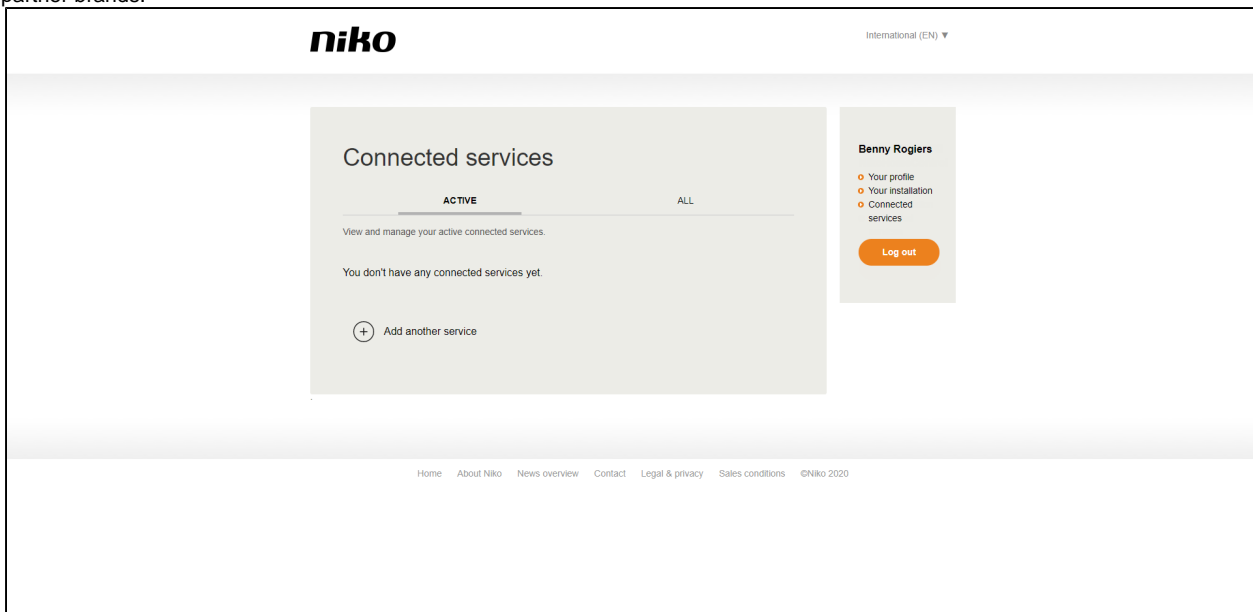 partner brands.
niko
International (EN) ▼
Connected services
ACTIVE
ALL
View and manage your active connected services.
You don't have any connected services yet.
Add another service
Benny Rogiers
Your profile
Your installation
Connected
services
Log out
Home About Niko News overview Contact Legal & privacy Sales conditions ©Niko 2020